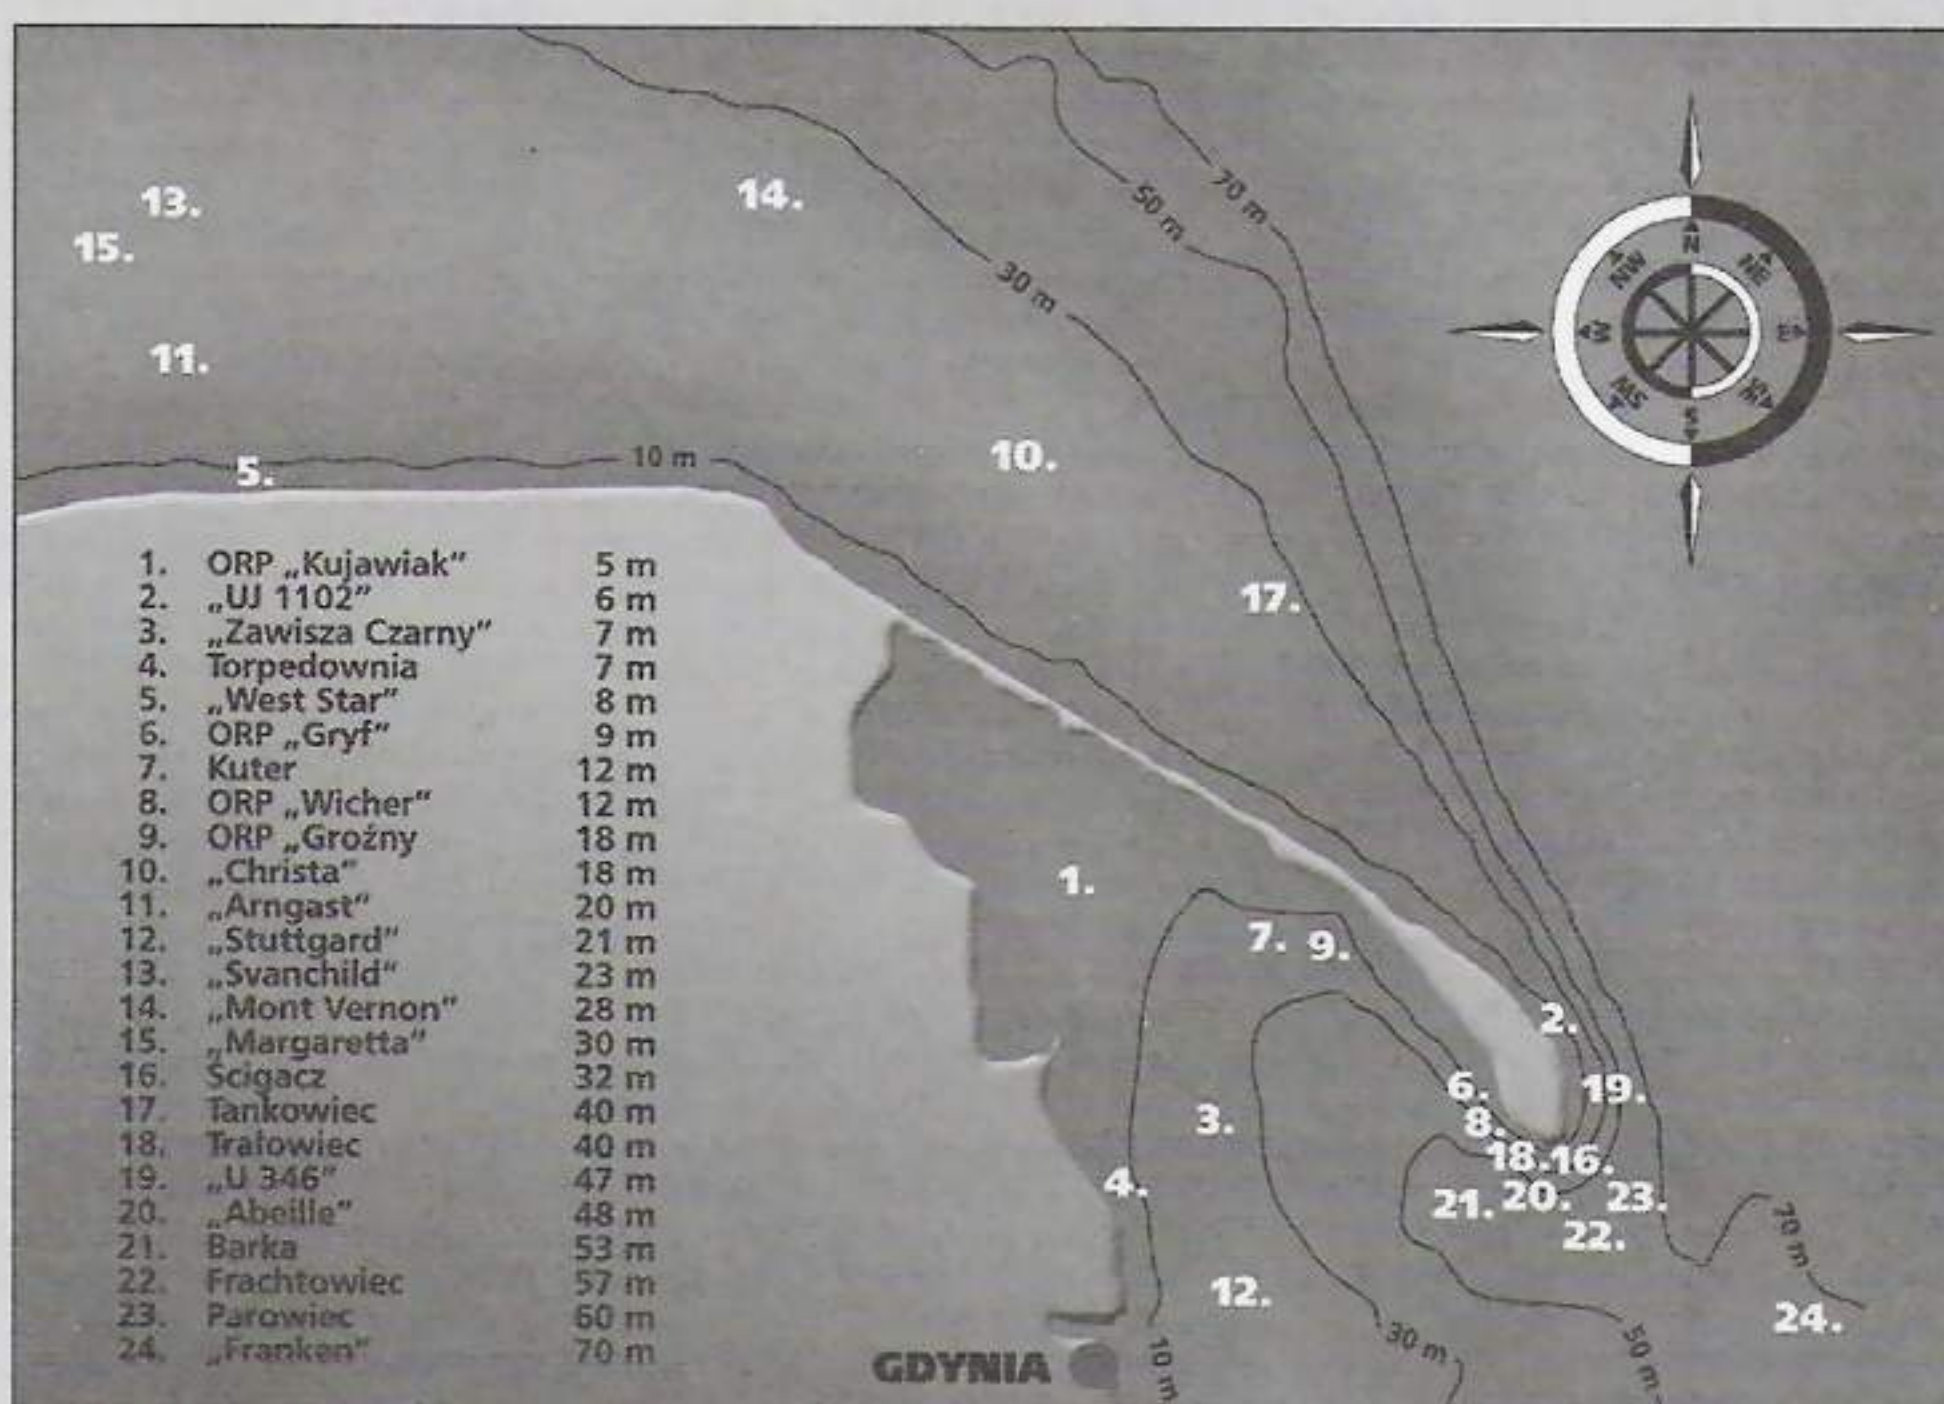 13.
14.
15.
11.
5.
10.
17.
1.
7.
9.
2.
6.
19.
3.
8.
18.
16.
4.
21.
20.
23.
22.
12.
24.
70 m
50 m
30 m
10 m
N
NE
E
S
SW
W
NW
1. ORP „Kujawiak” 5 m
2. „UJ 1102” 6 m
3. „Zawisza Czarny” 7 m
4. Torpedownia 7 m
5. „West Star” 8 m
6. ORP „Gryf” 9 m
7. Kuter 12 m
8. ORP „Wicher” 12 m
9. ORP „Groźny 18 m
10. „Christa” 18 m
11. „Arngast” 20 m
12. „Stuttgard” 21 m
13. „Svanchild” 23 m
14. „Mont Vernon” 28 m
15. „Margaretta” 30 m
16. Ścigacz 32 m
17. Tankowiec 40 m
18. Trałowiec 40 m
19. „U 346” 47 m
20. „Abeille” 48 m
21. Barka 53 m
22. Frachtowiec 57 m
23. Parowiec 60 m
24. „Franken” 70 m
GDYNIA
10 m
30 m
50 m
70 m